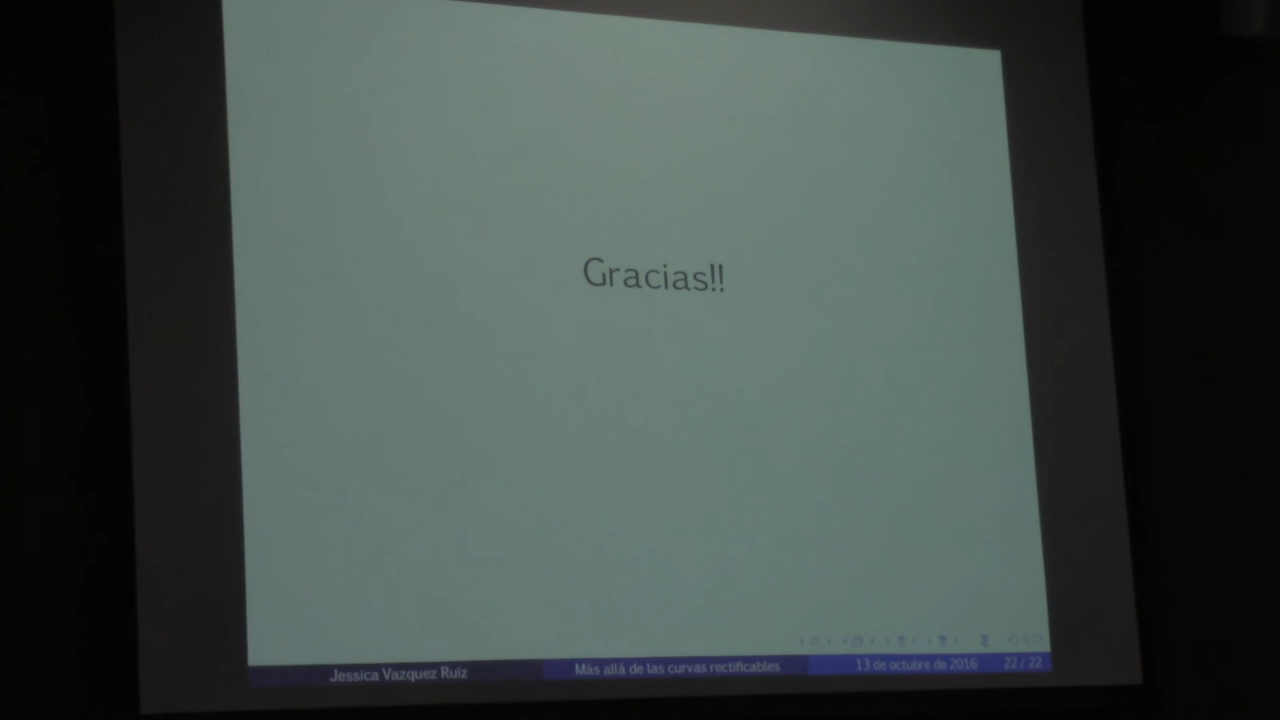 Gracias!!
Jessica Vazquez Ruiz
Más allá de las curvas rectificables
13 de octubre de 2016
22 / 22